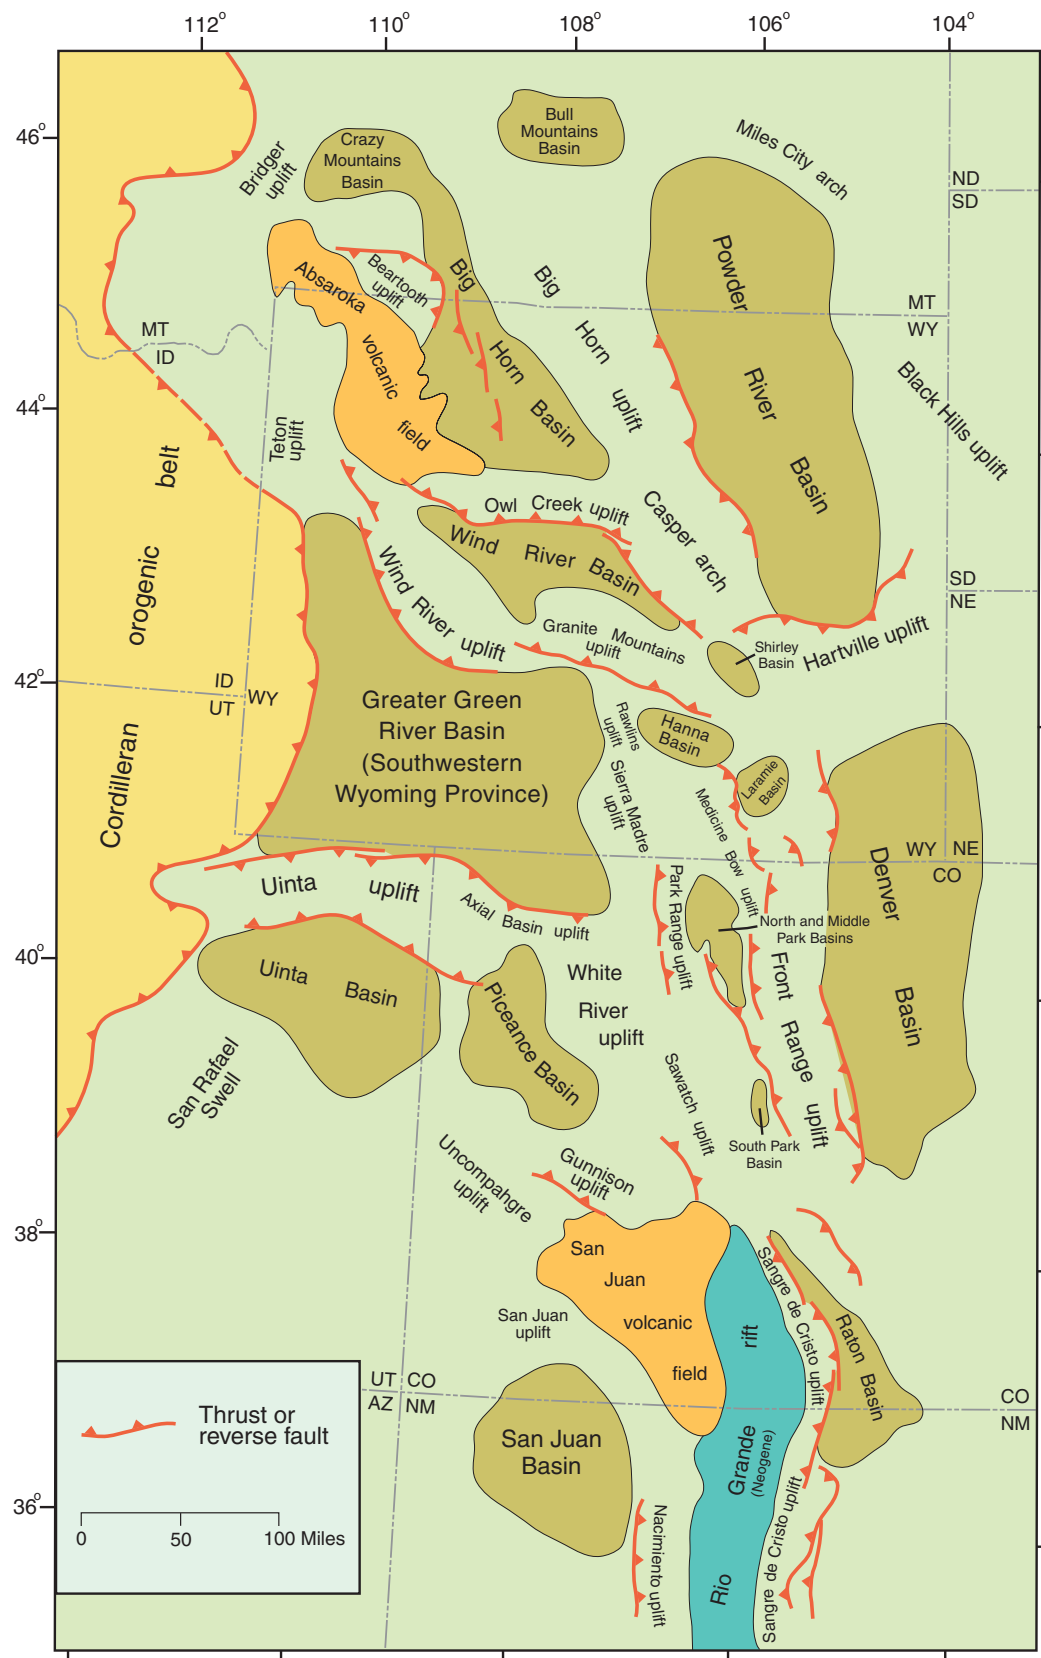 112°
110°
108°
106°
104°
46°
44°
42°
40°
38°
36°
Bull
Mountains
Basin
Crazy
Mountains
Basin
Bridger
uplift
Miles City arch
ND
SD
Powder
River
Basin
Absaroka
volcanic
field
Beartooth
uplift
Big
Horn
Basin
Big
Horn
uplift
MT
WY
MT
ID
Black Hills uplift
Teton
uplift
Owl Creek uplift
Casper arch
Wind River Basin
Wind River uplift
SD
NE
Granite Mountains
uplift
Shirley
Basin
Hartville uplift
Cordilleran
orogenic
belt
ID
WY
UT
Greater Green
River Basin
(Southwestern
Wyoming Province)
Rawlins
uplift
Hanna
Basin
Laramie
Basin
Sierra Madre
uplift
Medicine Bow uplift
WY
NE
CO
Denver
Basin
Uinta uplift
Axial Basin uplift
Park Range uplift
North and Middle
Park Basins
Front
Range
uplift
Uinta Basin
Piceance Basin
White
River
uplift
San Rafael
Swell
Sawatch uplift
South Park
Basin
Uncompahgre
uplift
Gunnison
uplift
San
Juan
volcanic
field
San Juan
uplift
Sangre de Cristo uplift
Raton Basin
rift
Grande
(Neogene)
Rio
UT
CO
AZ
NM
CO
NM
San Juan
Basin
Nacimiento uplift
Sangre de Cristo uplift
Thrust or
reverse fault
0
50
100 Miles